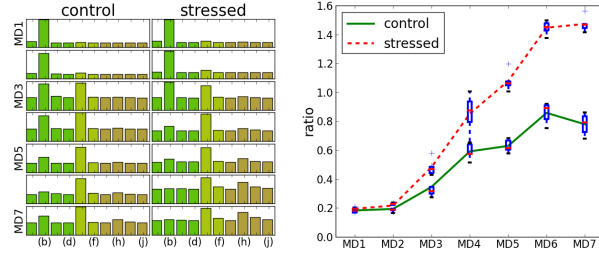 control stressed
MD1
MD3
MD5
MD7
(b) (d) (f) (h) (j) (b) (d) (f) (h) (j)
1.6
1.4
1.2
1.0
0.8
0.6
0.4
0.2
0.0
ratio
control
stressed
MD1 MD2 MD3 MD4 MD5 MD6 MD7